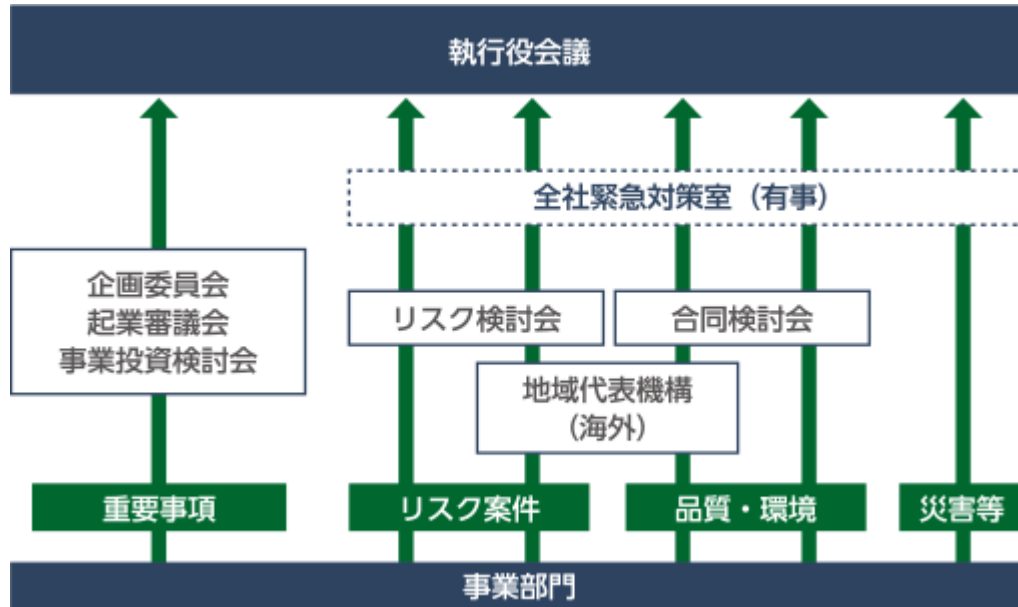 執行役会議
全社緊急対策室（有事）
企画委員会
起業審議会
事業投資検討会
リスク検討会
合同検討会
地域代表機構
（海外）
重要事項
リスク案件
品質・環境
災害等
事業部門